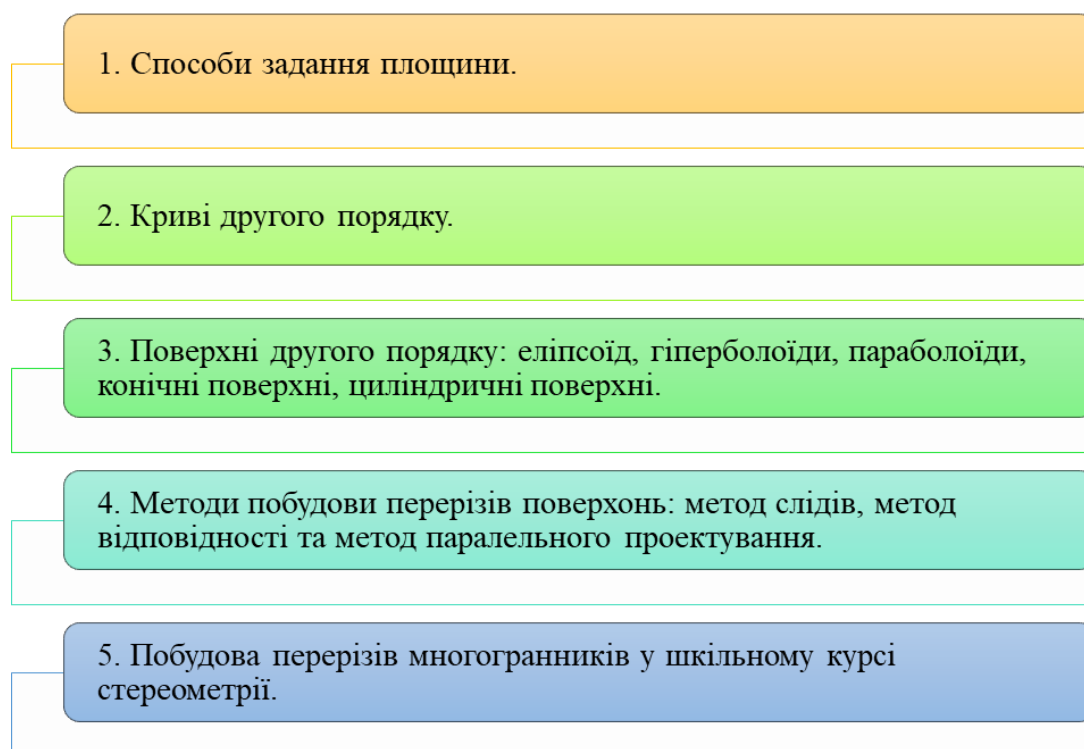 1. Способи задання площини.
2. Криві другого порядку.
3. Поверхні другого порядку: еліпсоїд, гіперболоїди, параболоїди,
конічні поверхні, циліндричні поверхні.
4. Методи побудови перерізів поверхонь: метод слідів, метод
відповідності та метод паралельного проектування.
5. Побудова перерізів многогранників у шкільному курсі
стереометрії.